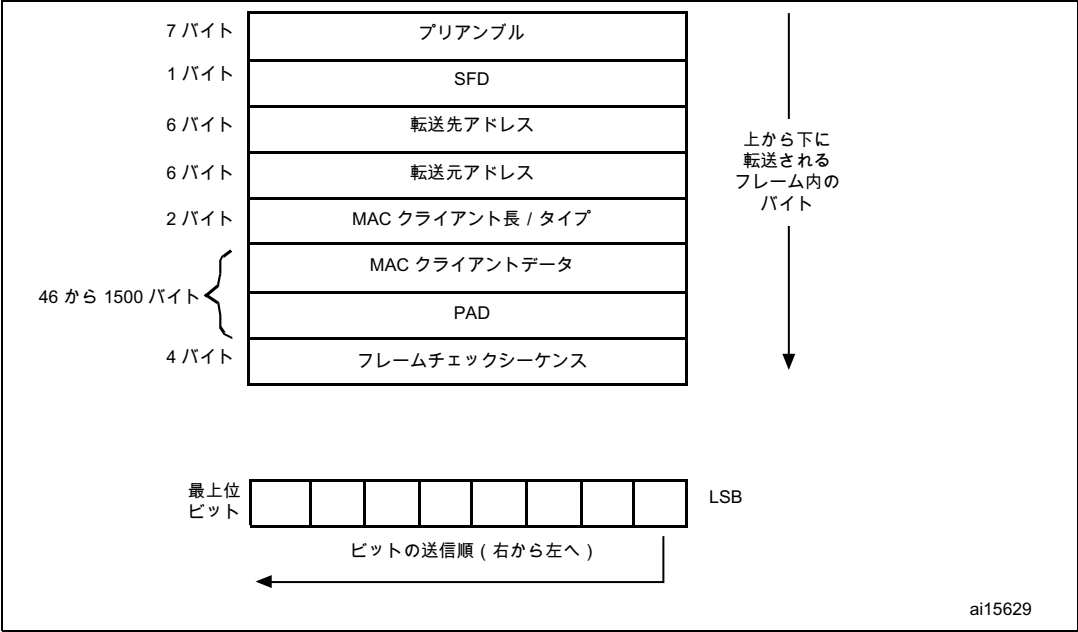 7 バイト
プリアンブル
1 バイト
SFD
6 バイト
転送先アドレス
6 バイト
転送元アドレス
2 バイト
MAC クライアント長 / タイプ
46 から 1500 バイト
MAC クライアントデータ
PAD
4 バイト
フレームチェックシーケンス
上から下に
転送される
フレーム内の
バイト
最上位
ビット
LSB
ビットの送信順 ( 右から左へ )
ai15629